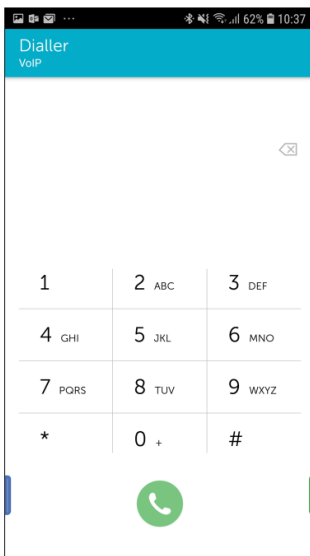 62% 10:37
Dialler
VoIP
1 2 ABC 3 DEF
4 GHI 5 JKL 6 MNO
7 PQRS 8 TUV 9 WXYZ
* 0 + #